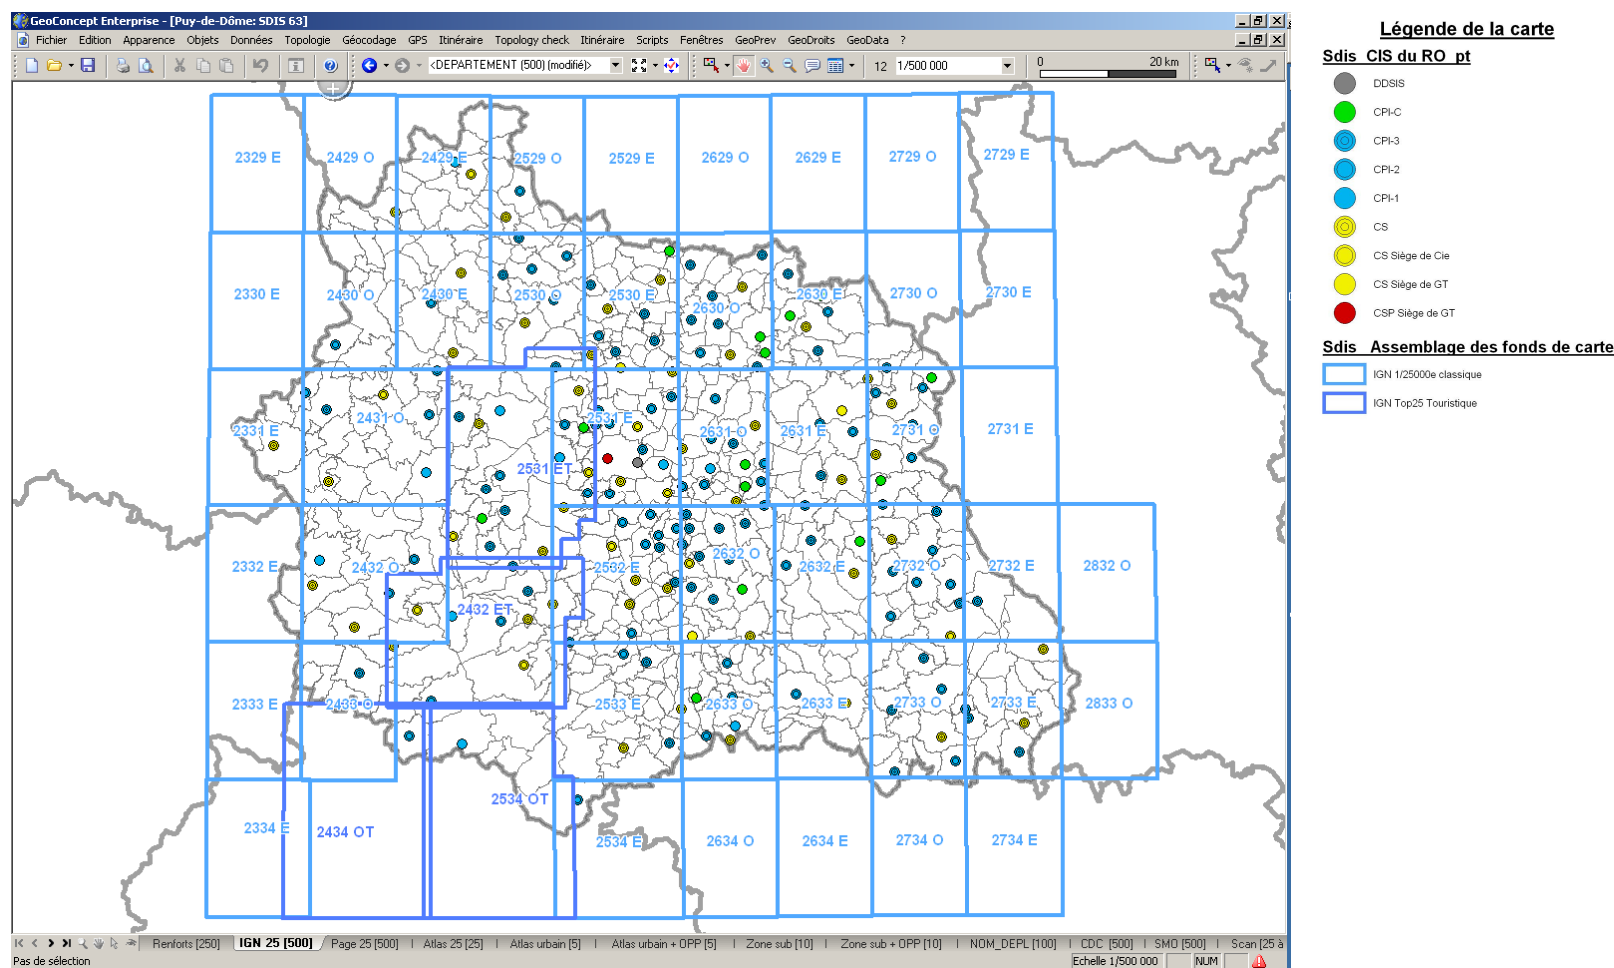 GeoConcept Enterprise - [Puy-de-Dôme: SDIS 63]
Fichier Edition Apparence Objets Données Topologie Géocodage GPS Itinéraire Topology check Itinéraire Scripts Fenêtres GeoPrev GeoDroits GeoData ?
<DEPARTEMENT (500) (modifié)> 12 1/500 000 0 20 km
Légende de la carte
Sdis CIS du RO pt
DDSIS
CPI-C
CPI-3
CPI-2
CPI-1
CS
CS Siège de Cie
CS Siège de GT
CSP Siège de GT
Sdis Assemblage des fonds de carte
IGN 1/25000e classique
IGN Top25 Touristique
2329 E 2429 O 2429 E 2529 O 2529 E 2629 O 2629 E 2729 O 2729 E
2330 E 2430 O 2430 E 2530 O 2530 E 2630 O 2630 E 2730 O 2730 E
2331 E 2431 O 2531 E 2631 O 2631 E 2731 O 2731 E
2531 ET
2332 E 2432 O 2532 E 2632 O 2632 E 2732 O 2732 E 2832 O
2432 ET
2333 E 2433 O 2533 E 2633 O 2633 E 2733 O 2733 E 2833 O
2534 OT
2334 E 2434 OT 2534 E 2634 O 2634 E 2734 O 2734 E
Renforts [250] IGN 25 [500] Page 25 [500] Atlas 25 [25] Atlas urbain [5] Atlas urbain + OPP [5] Zone sub [10] Zone sub + OPP [10] NOM_DEPL [100] CDC [500] SMO [500] Scan [25 à
Pas de sélection Echelle 1/500 000 NUM